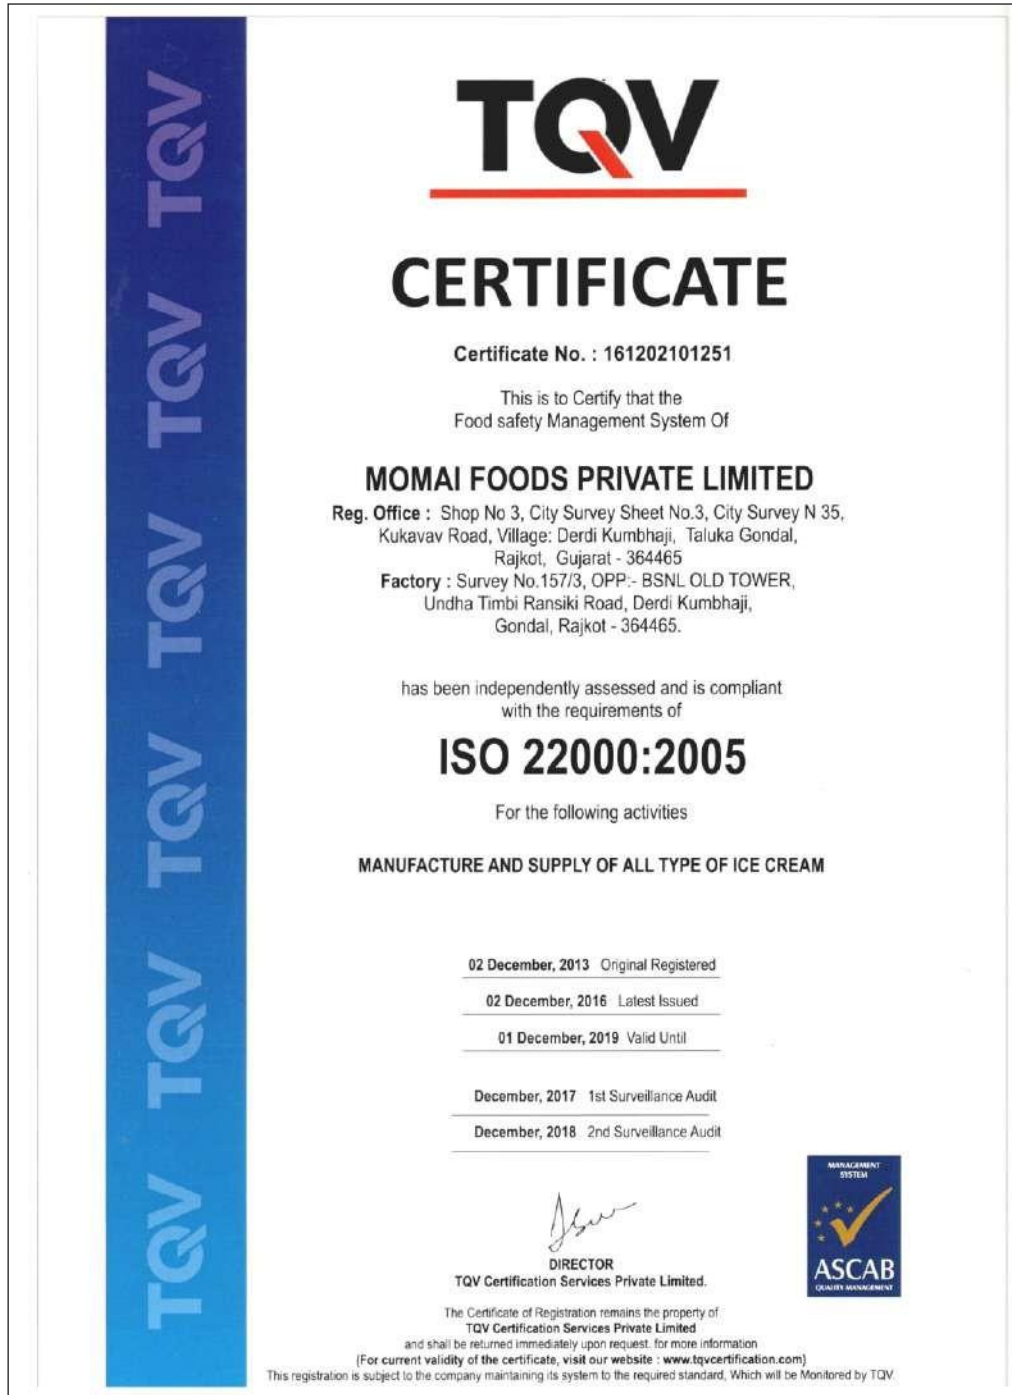 TQV
CERTIFICATE
Certificate No. : 161202101251
This is to Certify that the
Food safety Management System Of
MOMAI FOODS PRIVATE LIMITED
Reg. Office : Shop No 3, City Survey Sheet No.3, City Survey N 35,
Kukavav Road, Village: Derdi Kumbhaji, Taluka Gondal,
Rajkot, Gujarat - 364465
Factory : Survey No.157/3, OPP:- BSNL OLD TOWER,
Undha Timbi Ransiki Road, Derdi Kumbhaji,
Gondal, Rajkot - 364465.
has been independently assessed and is compliant
with the requirements of
ISO 22000:2005
For the following activities
MANUFACTURE AND SUPPLY OF ALL TYPE OF ICE CREAM
02 December, 2013 Original Registered
02 December, 2016 Latest Issued
01 December, 2019 Valid Until
December, 2017 1st Surveillance Audit
December, 2018 2nd Surveillance Audit
DIRECTOR
TQV Certification Services Private Limited.
The Certificate of Registration remains the property of
TQV Certification Services Private Limited
and shall be returned immediately upon request. for more information
(For current validity of the certificate, visit our website : www.tqvcertification.com)
This registration is subject to the company maintaining its system to the required standard, Which will be Monitored by TQV.
MANAGEMENT
SYSTEM
ASCAB
QUALITY MANAGEMENT
TQV
TQV
TQV
TQV
TQV
TQV